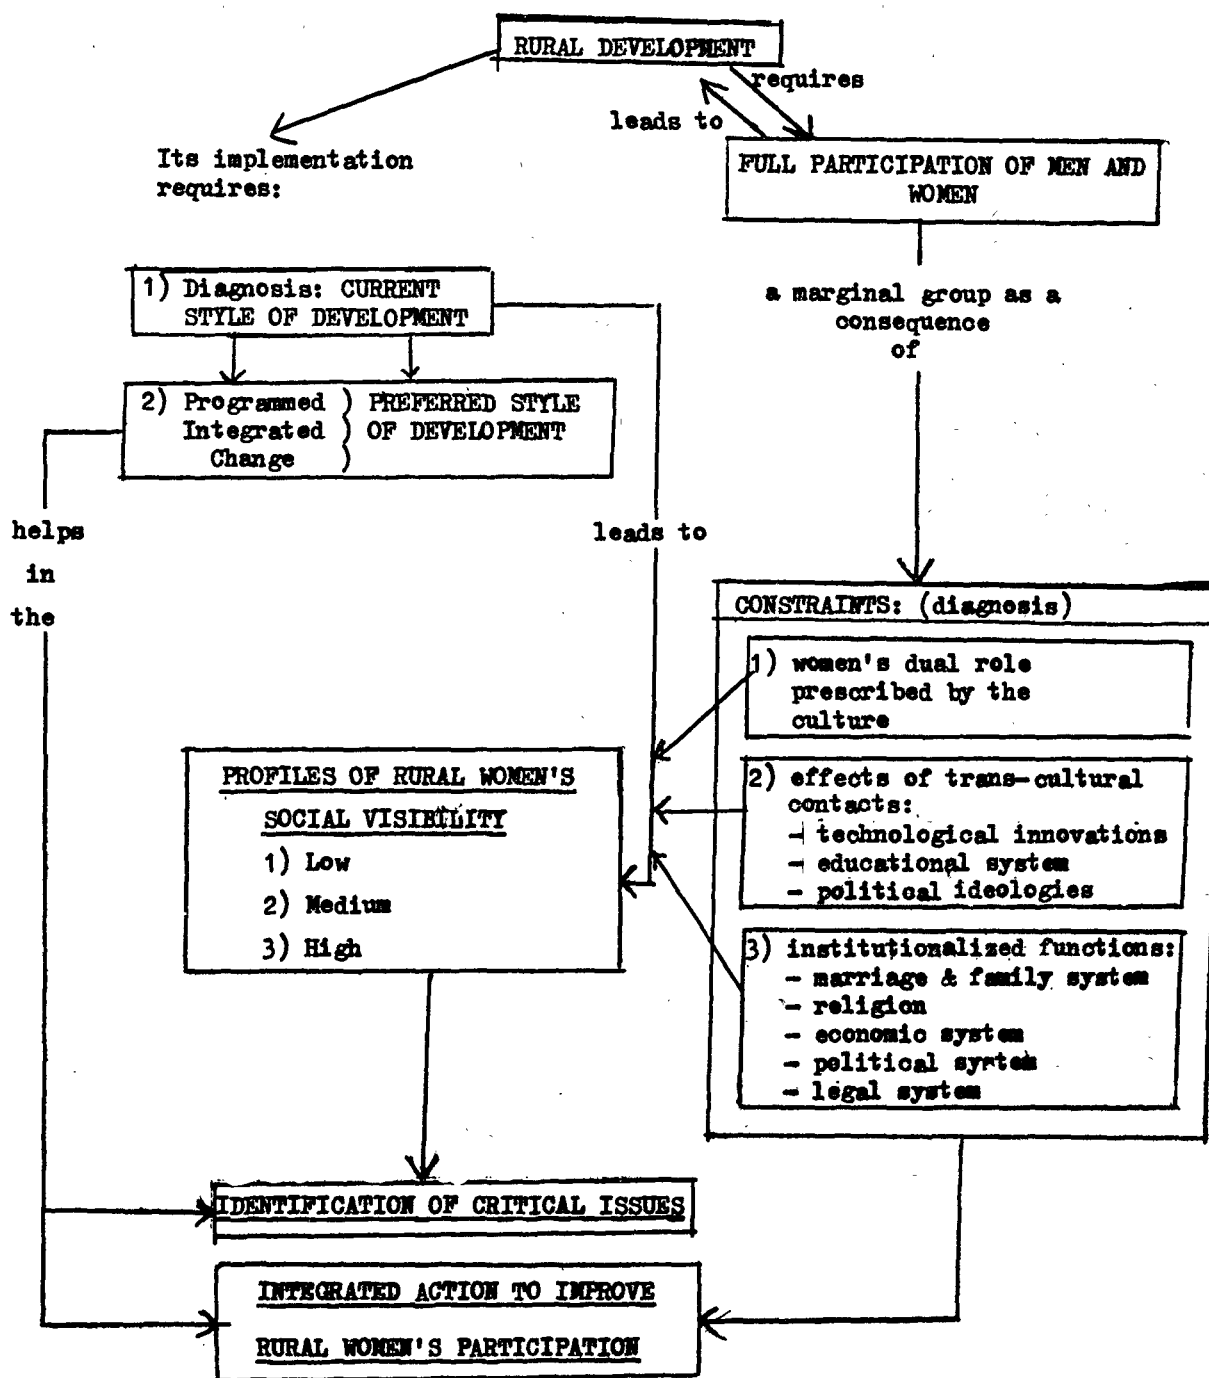 RURAL DEVELOPMENT
requires
leads to
Its implementation
requires:
FULL PARTICIPATION OF MEN AND
WOMEN
1) Diagnosis: CURRENT
STYLE OF DEVELOPMENT
a marginal group as a
consequence
of
2) Programmed ) PREFERRED STYLE
Integrated ) OF DEVELOPMENT
Change )
helps
in
the
leads to
CONSTRAINTS: (diagnosis)
1) women's dual role
prescribed by the
culture
2) effects of trans-cultural
contacts:
- technological innovations
- educational system
- political ideologies
3) institutionalized functions:
- marriage & family system
- religion
- economic system
- political system
- legal system
PROFILES OF RURAL WOMEN'S
SOCIAL VISIBILITY
1) Low
2) Medium
3) High
IDENTIFICATION OF CRITICAL ISSUES
INTEGRATED ACTION TO IMPROVE
RURAL WOMEN'S PARTICIPATION